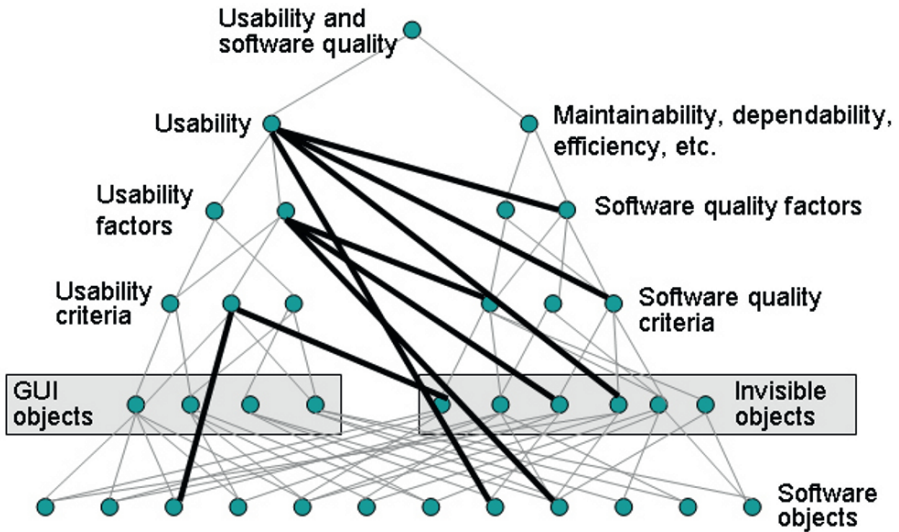 Usability and
software quality
Usability
Maintainability, dependability,
efficiency, etc.
Usability
factors
Software quality factors
Usability
criteria
Software quality
criteria
GUI
objects
Invisible
objects
Software
objects